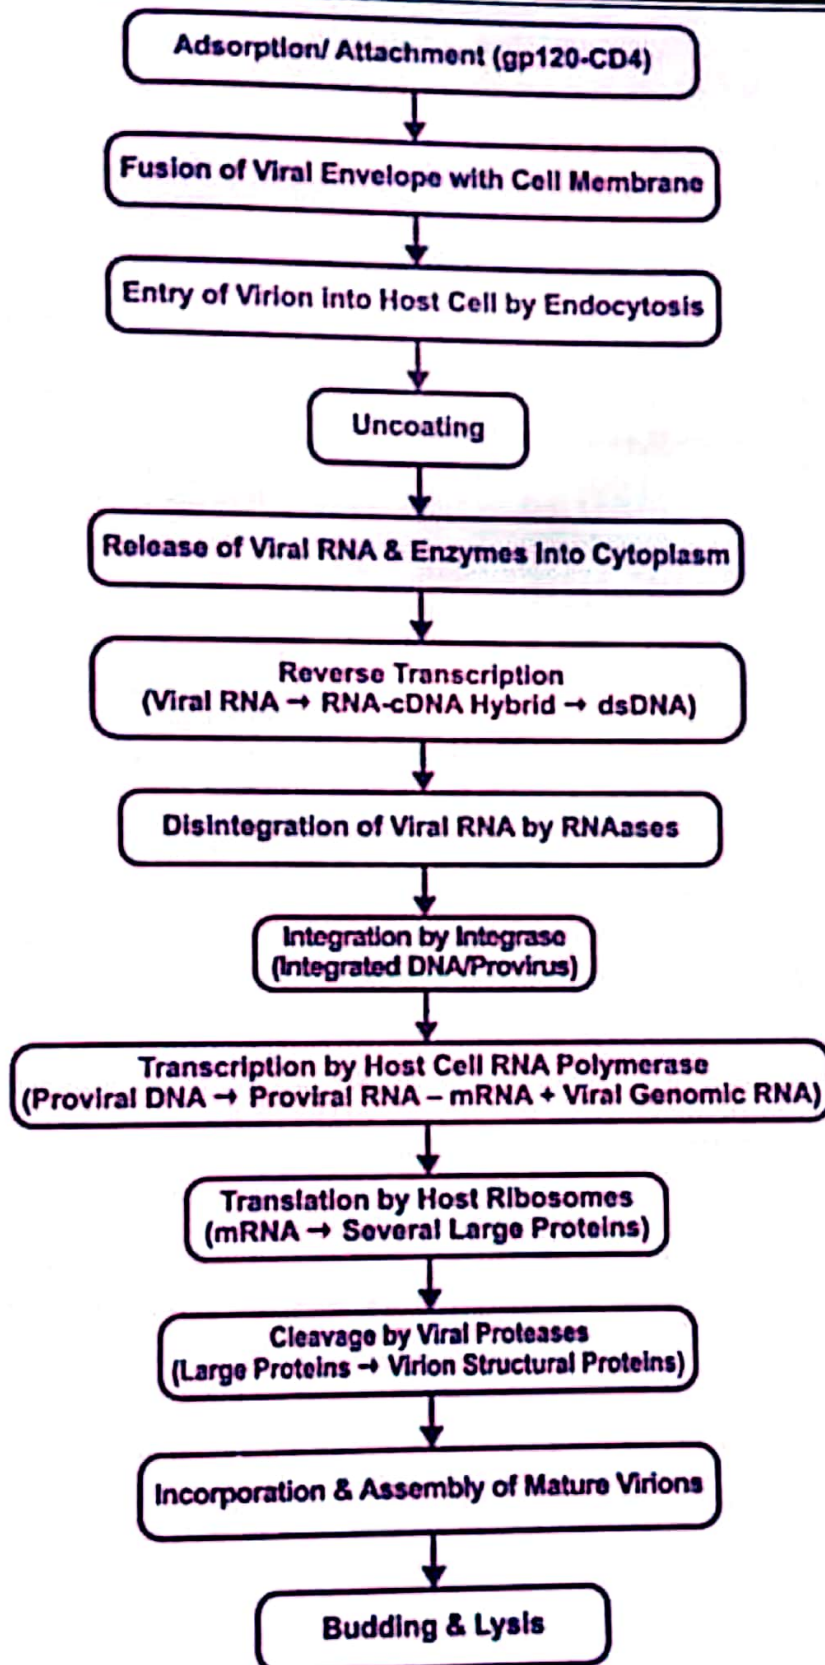 Adsorption/ Attachment (gp120-CD4)
Fusion of Viral Envelope with Cell Membrane
Entry of Virion into Host Cell by Endocytosis
Uncoating
Release of Viral RNA & Enzymes Into Cytoplasm
Reverse Transcription
(Viral RNA → RNA-cDNA Hybrid → dsDNA)
Disintegration of Viral RNA by RNAases
Integration by Integrase
(Integrated DNA/Provirus)
Transcription by Host Cell RNA Polymerase
(Proviral DNA → Proviral RNA – mRNA + Viral Genomic RNA)
Translation by Host Ribosomes
(mRNA → Several Large Proteins)
Cleavage by Viral Proteases
(Large Proteins → Virion Structural Proteins)
Incorporation & Assembly of Mature Virions
Budding & Lysis